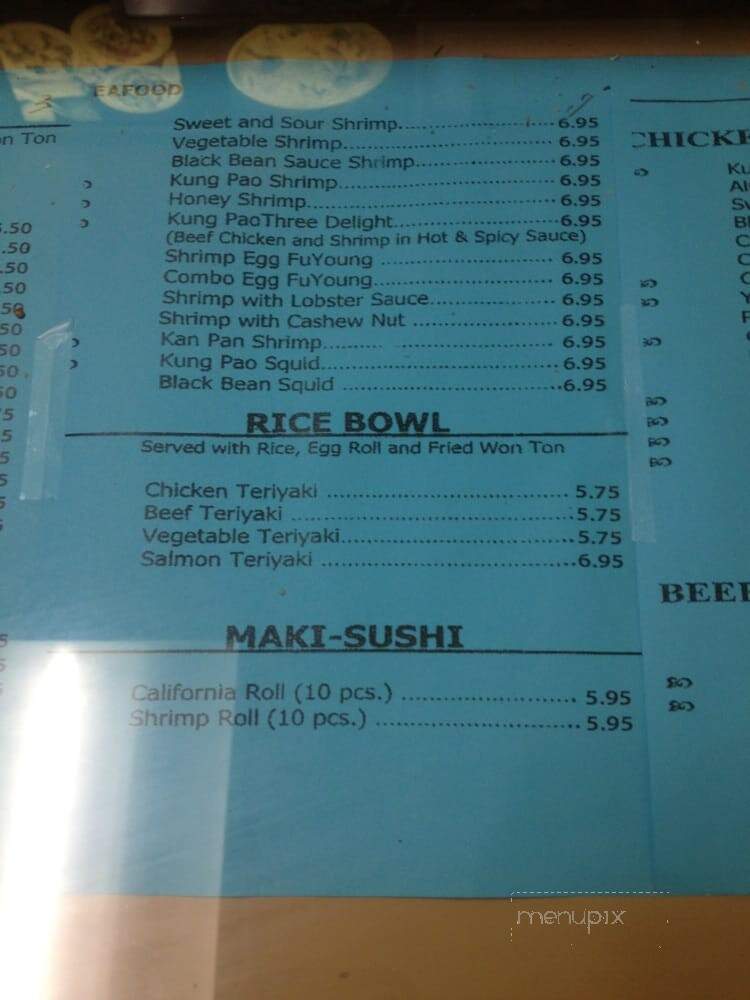 EAFOOD
Sweet and Sour Shrimp 6.95
Vegetable Shrimp 6.95
Black Bean Sauce Shrimp 6.95
Kung Pao Shrimp 6.95
Honey Shrimp 6.95
Kung PaoThree Delight 6.95
(Beef Chicken and Shrimp in Hot & Spicy Sauce)
Shrimp Egg FuYoung 6.95
Combo Egg FuYoung 6.95
Shrimp with Lobster Sauce 6.95
Shrimp with Cashew Nut 6.95
Kan Pan Shrimp 6.95
Kung Pao Squid 6.95
Black Bean Squid 6.95
RICE BOWL
Served with Rice, Egg Roll and Fried Won Ton
Chicken Teriyaki 5.75
Beef Teriyaki 5.75
Vegetable Teriyaki 5.75
Salmon Teriyaki 6.95
MAKI-SUSHI
California Roll (10 pcs.) 5.95
Shrimp Roll (10 pcs.) 5.95
on Ton
CHICKE
BEEF
menupix